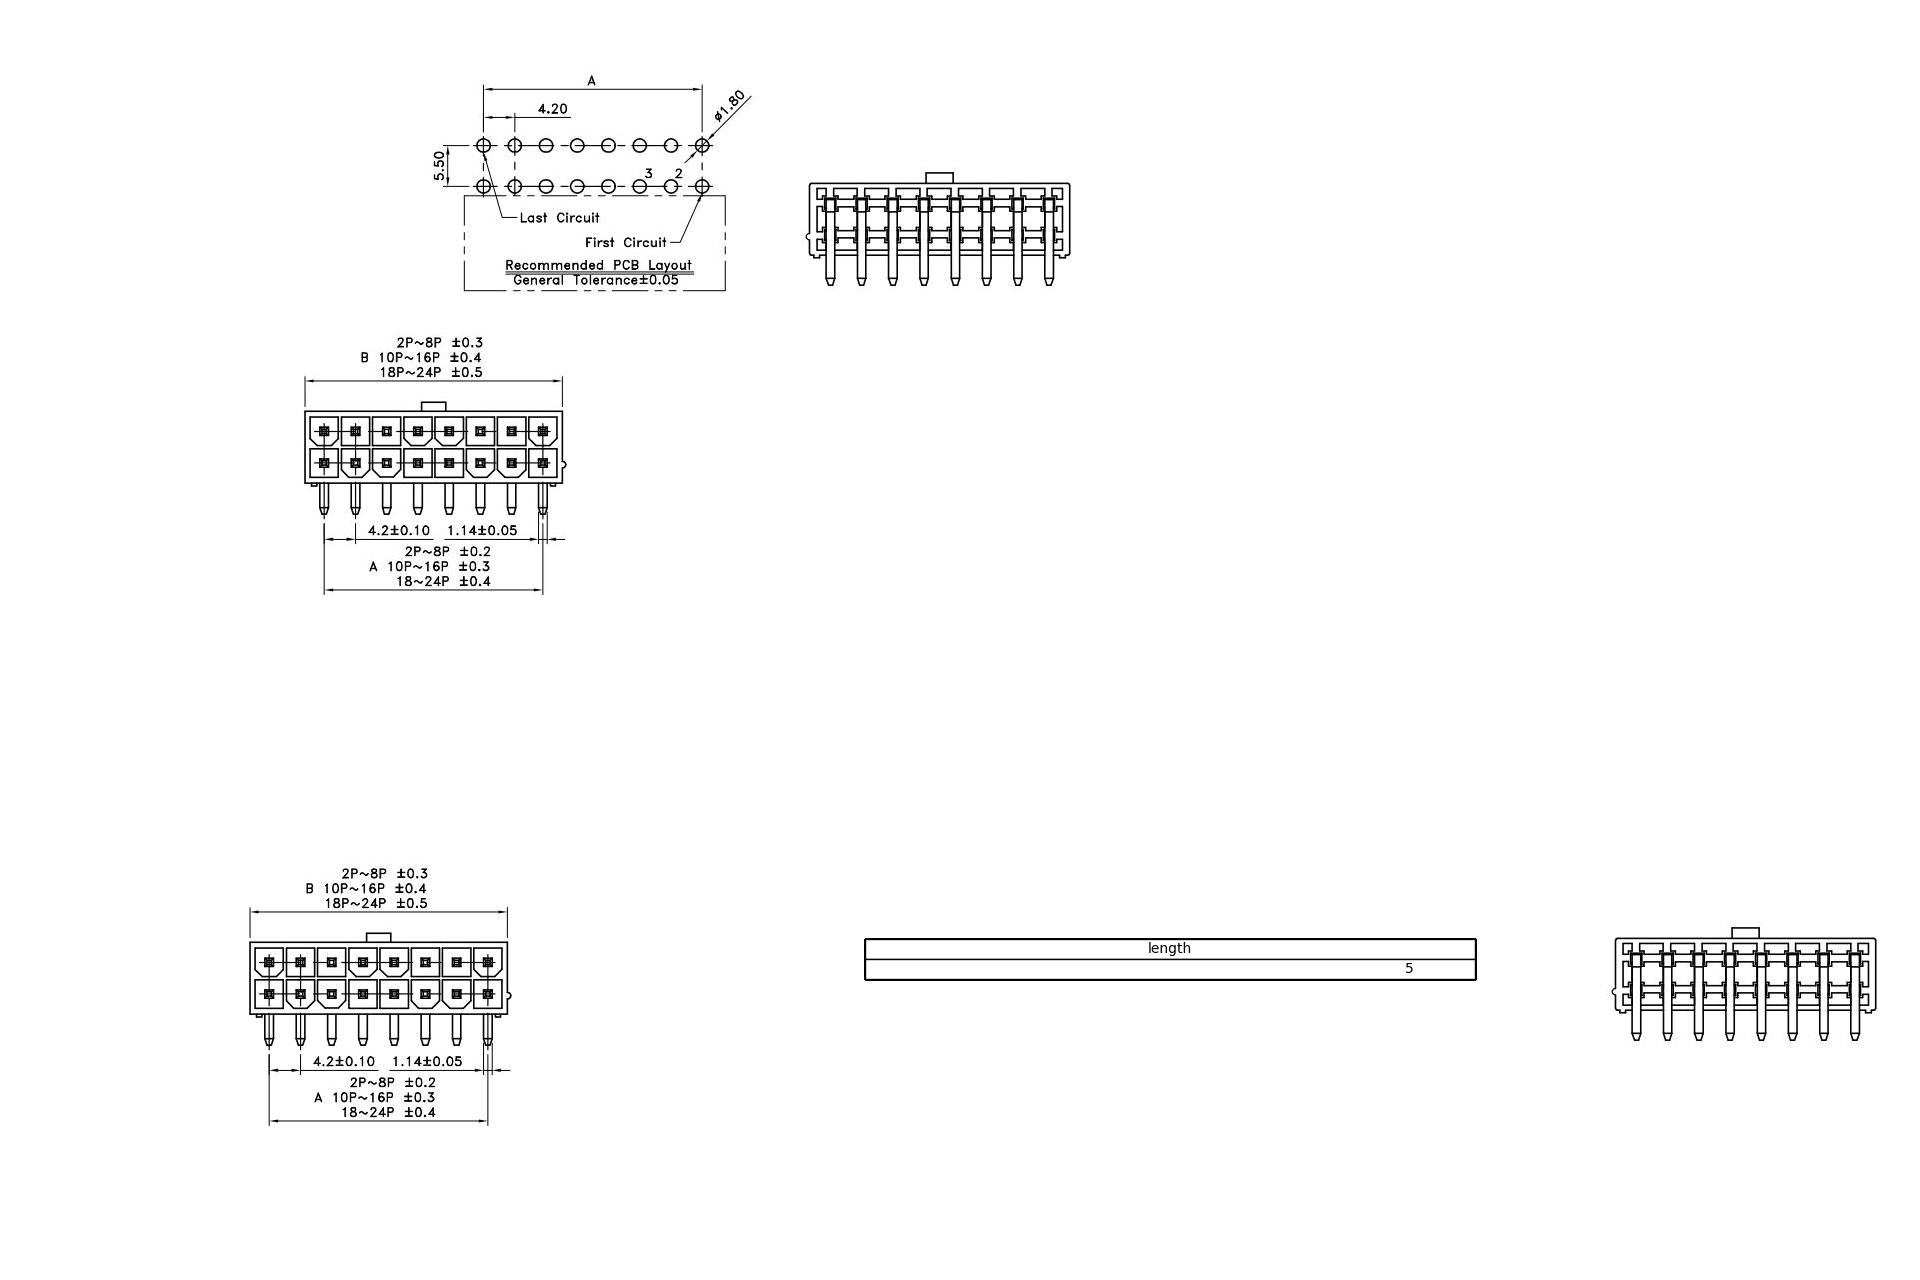 A
4.20
ø1.80
5.50
3 2
Last Circuit
First Circuit
Recommended PCB Layout
General Tolerance±0.05
2P~8P ±0.3
B 10P~16P ±0.4
18P~24P ±0.5
4.2±0.10 1.14±0.05
2P~8P ±0.2
A 10P~16P ±0.3
18~24P ±0.4
2P~8P ±0.3
B 10P~16P ±0.4
18P~24P ±0.5
4.2±0.10 1.14±0.05
2P~8P ±0.2
A 10P~16P ±0.3
18~24P ±0.4
length
5